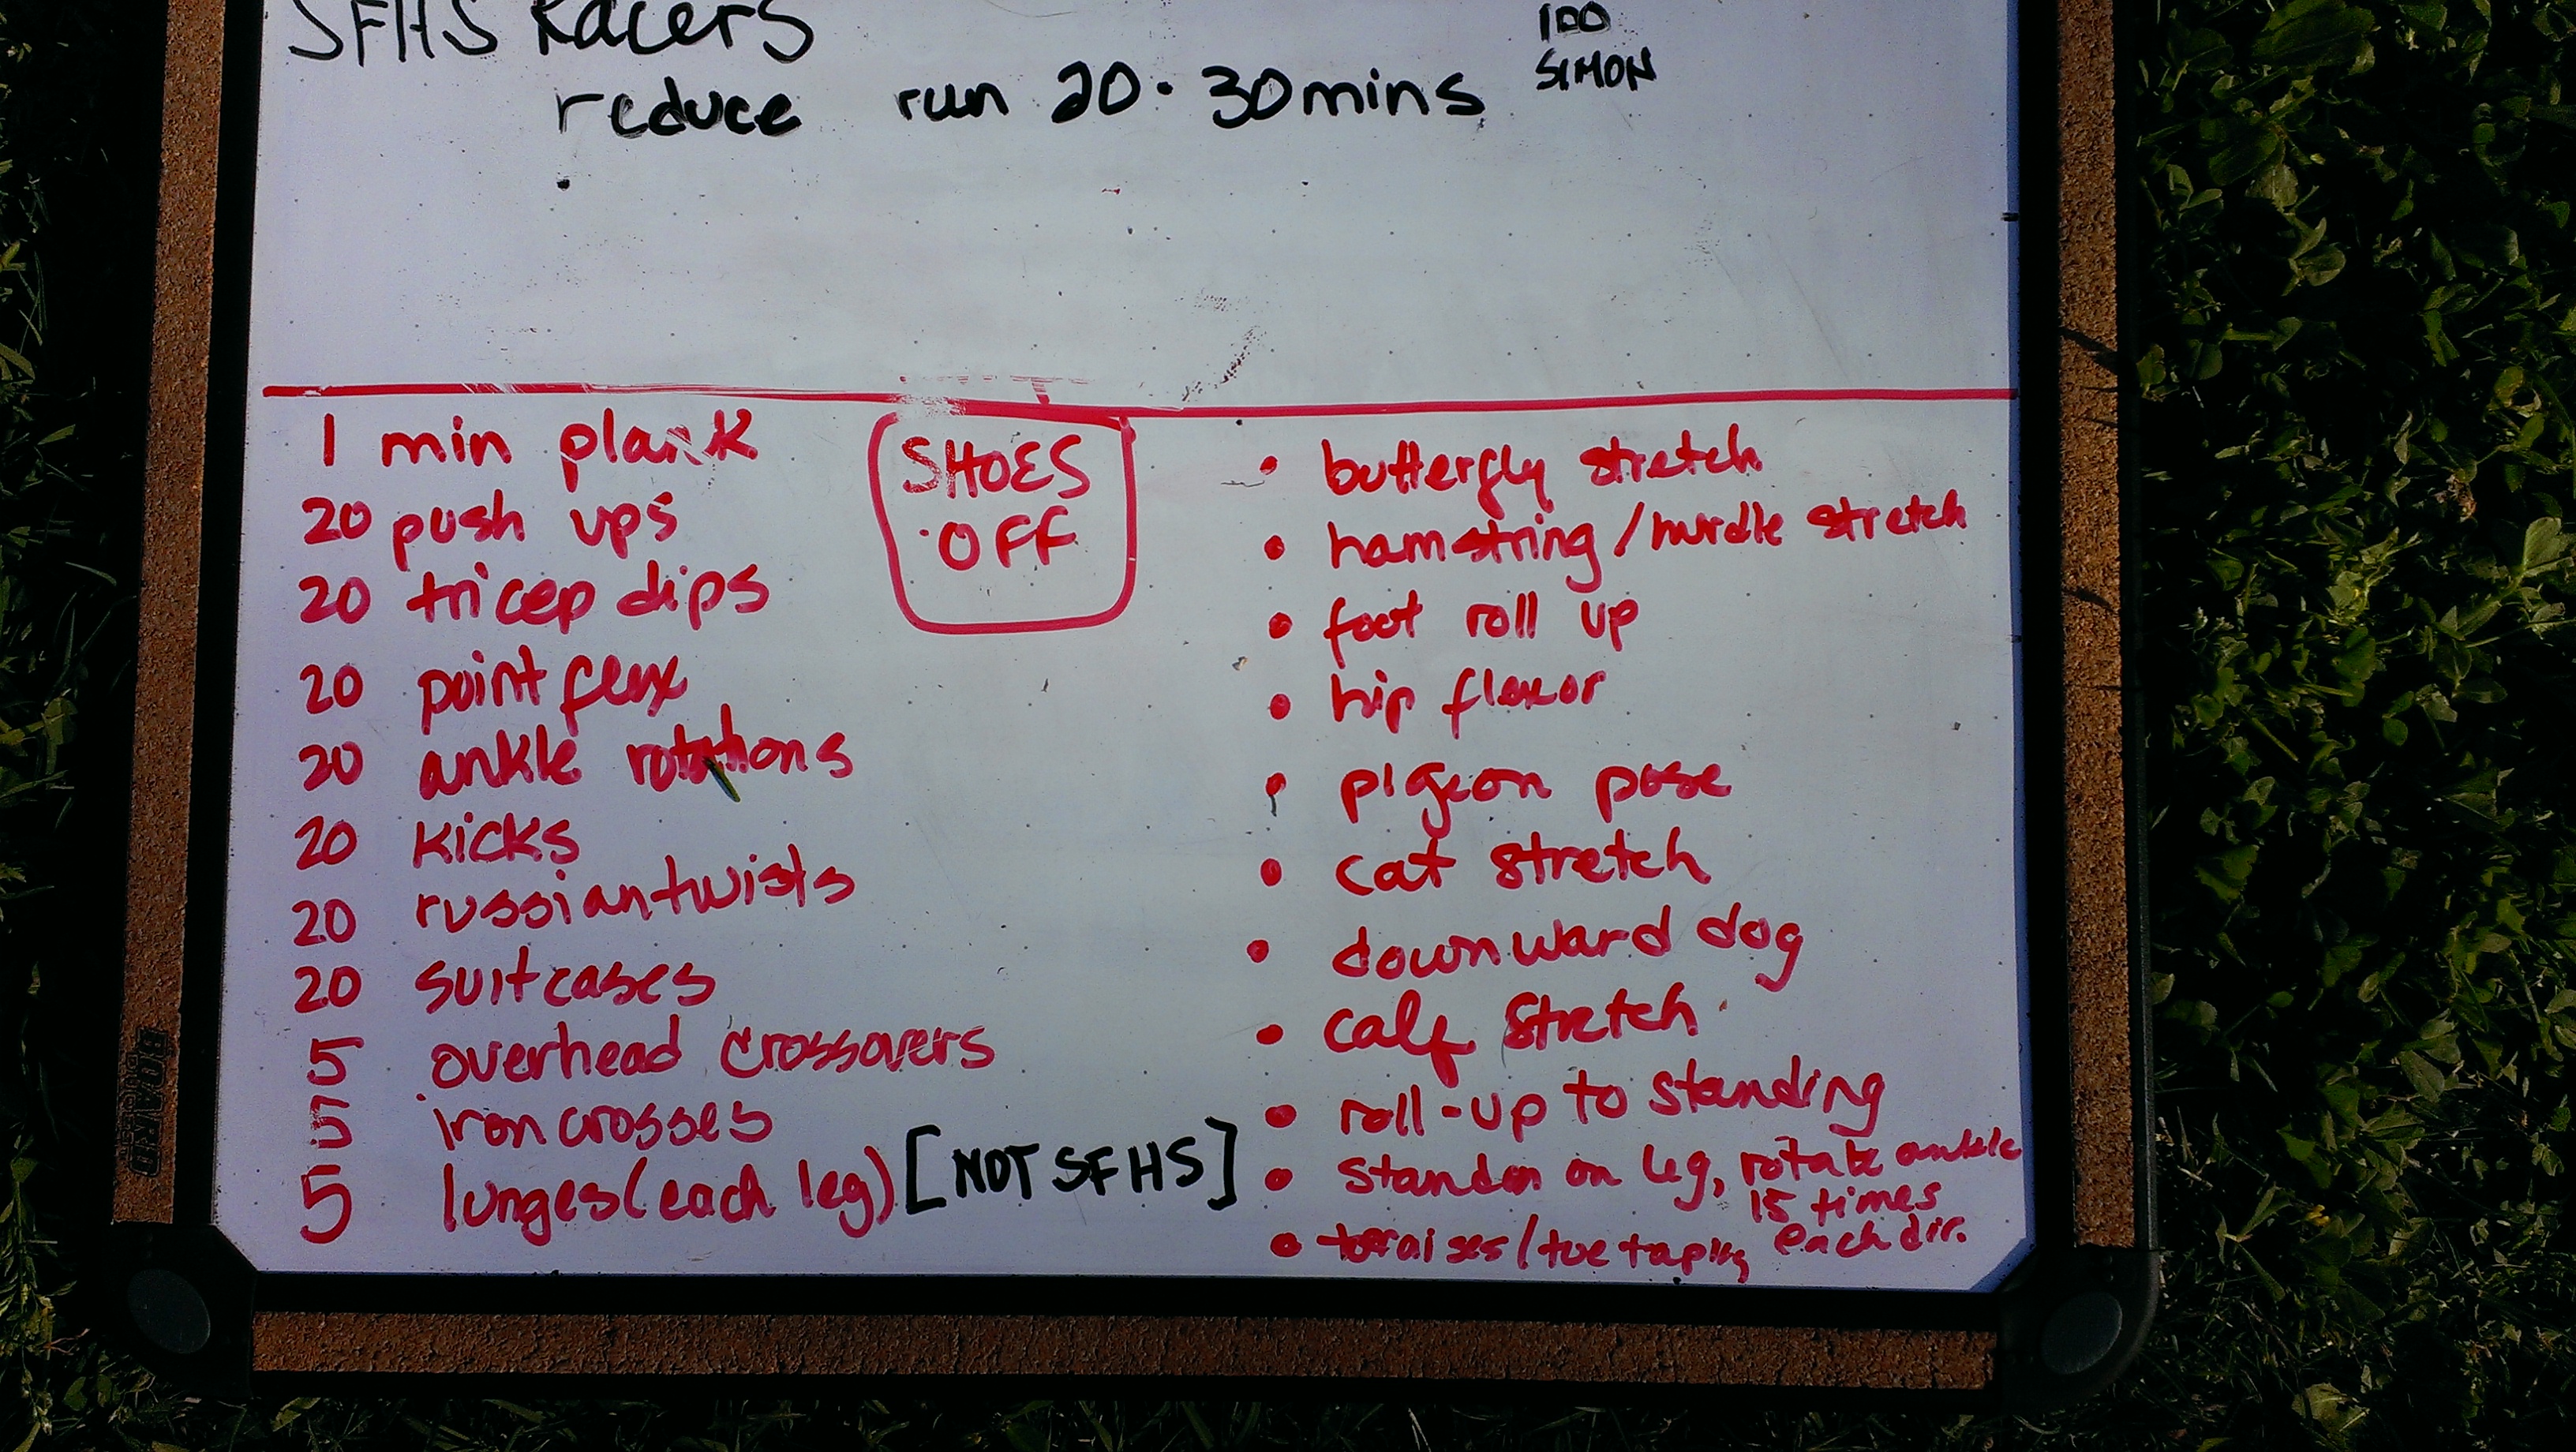 SFHS Racers
IDO
SIMON
reduce run 20-30mins
1 min plank
20 push ups
20 tricep dips
20 point flex
20 ankle rotations
20 kicks
20 russian twists
20 suitcases
5 overhead crossovers
5 iron crosses
5 lunges (each leg) [NOT SFHS]
SHOES
OFF
• butterfly stretch
• hamstring/hurdle stretch
• foot roll up
• hip flexor
• pigeon pose
• cat stretch
• downward dog
• calf stretch
• roll-up to standing
• stand on leg, rotate ankle
15 times
each dir.
• toe raises/toe taping
BOARD